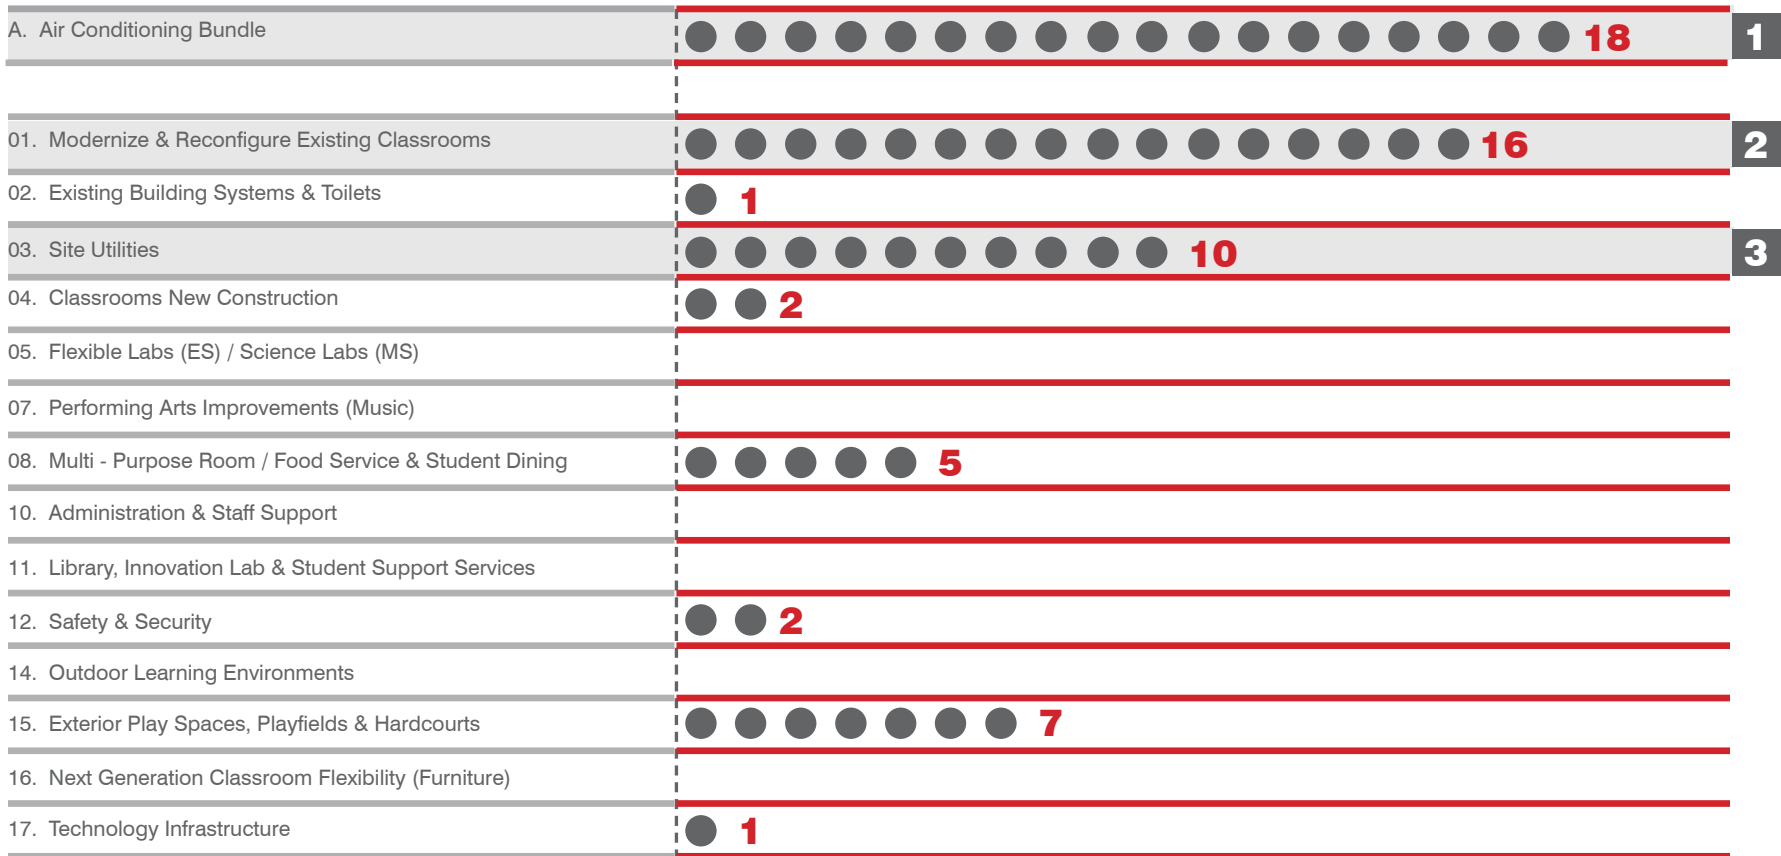 A. Air Conditioning Bundle 18 1
01. Modernize & Reconfigure Existing Classrooms 16 2
02. Existing Building Systems & Toilets 1
03. Site Utilities 10 3
04. Classrooms New Construction 2
05. Flexible Labs (ES) / Science Labs (MS)
07. Performing Arts Improvements (Music)
08. Multi - Purpose Room / Food Service & Student Dining 5
10. Administration & Staff Support
11. Library, Innovation Lab & Student Support Services
12. Safety & Security 2
14. Outdoor Learning Environments
15. Exterior Play Spaces, Playfields & Hardcourts 7
16. Next Generation Classroom Flexibility (Furniture)
17. Technology Infrastructure 1